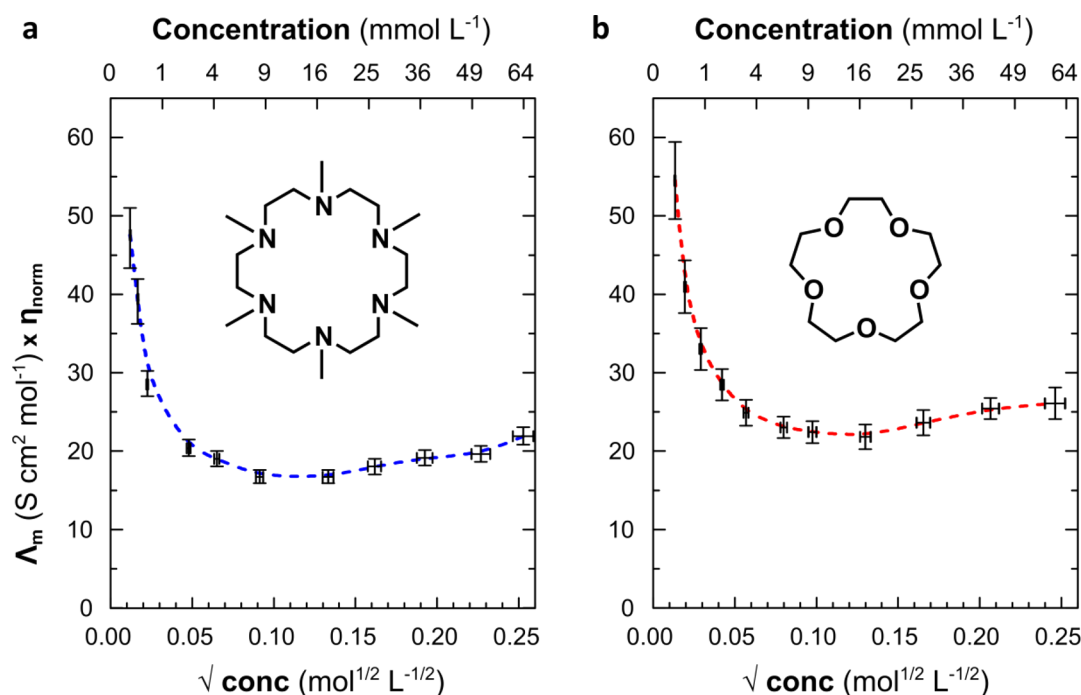 a
Concentration (mmol L-1)
0 1 4 9 16 25 36 49 64
60
50
40
30
20
10
0
Λm (S cm2 mol-1) x ηnorm
N
N N
N N
N
0.00 0.05 0.10 0.15 0.20 0.25
√ conc (mol1/2 L-1/2)
b
Concentration (mmol L-1)
0 1 4 9 16 25 36 49 64
60
50
40
30
20
10
0
O O
O O
O
0.00 0.05 0.10 0.15 0.20 0.25
√ conc (mol1/2 L-1/2)